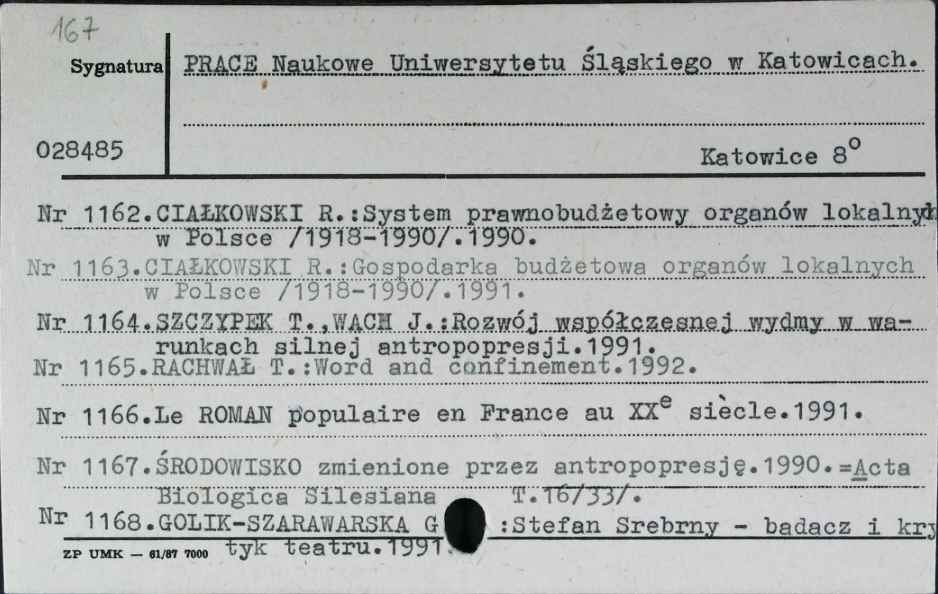 167
Sygnatura PRACE Naukowe Uniwersytetu Śląskiego w Katowicach.
028485 Katowice 8°
Nr 1162.CIAŁKOWSKI R.:System prawnobudżetowy organów lokalnych
w Polsce /1918-1990/.1990.
Nr 1163.CIAŁKOWSKI R.:Gospodarka budżetowa organów lokalnych
w Polsce /1918-1990/.1991.
Nr 1164.SZCZYPEK T.,WACH J.:Rozwój współczesnej wydmy w wa-
runkach silnej antropopresji.1991.
Nr 1165.RACHWAŁ T.:Word and confinement.1992.
Nr 1166.Le ROMAN populaire en France au XXe siècle.1991.
Nr 1167.ŚRODOWISKO zmienione przez antropopresję.1990.=Acta
Biologica Silesiana T.16/33/.
Nr 1168.GOLIK-SZARAWARSKA G :Stefan Srebrny - badacz i kry
tyk teatru.1991.
ZP UMK — 61/87 7000